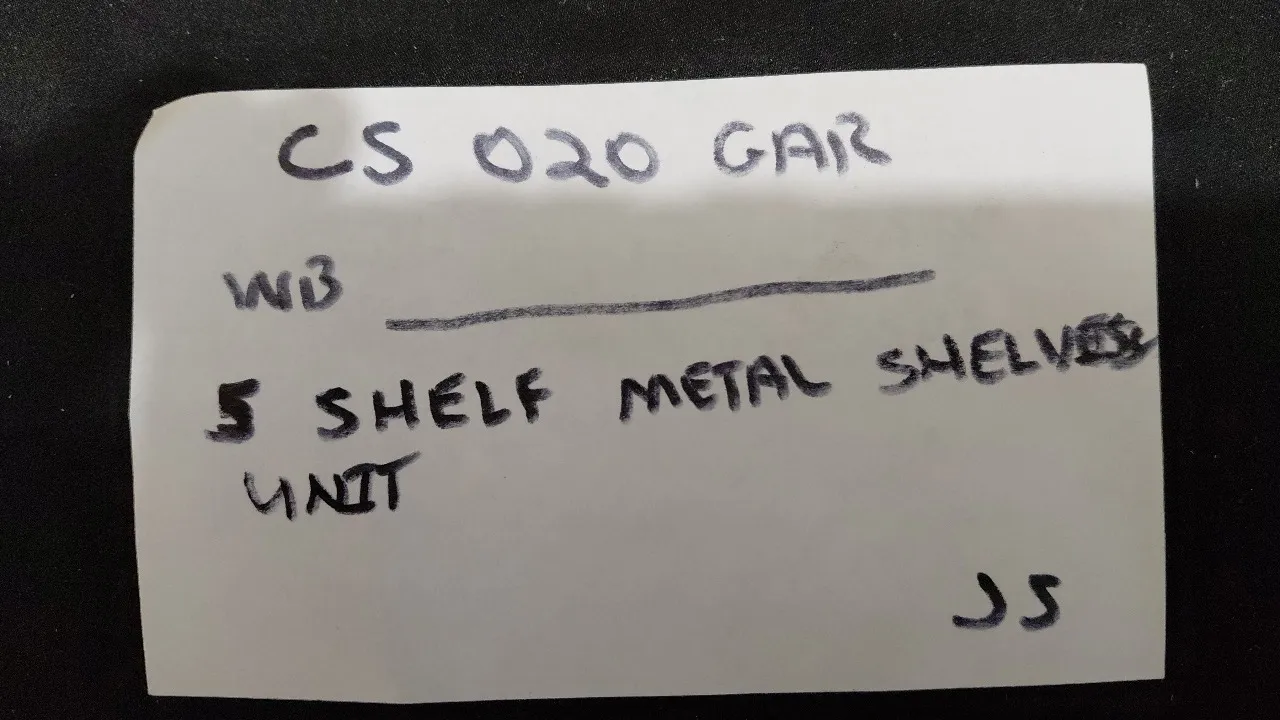 CS 020 GAR
WB
5 SHELF METAL SHELVES
UNIT
JS